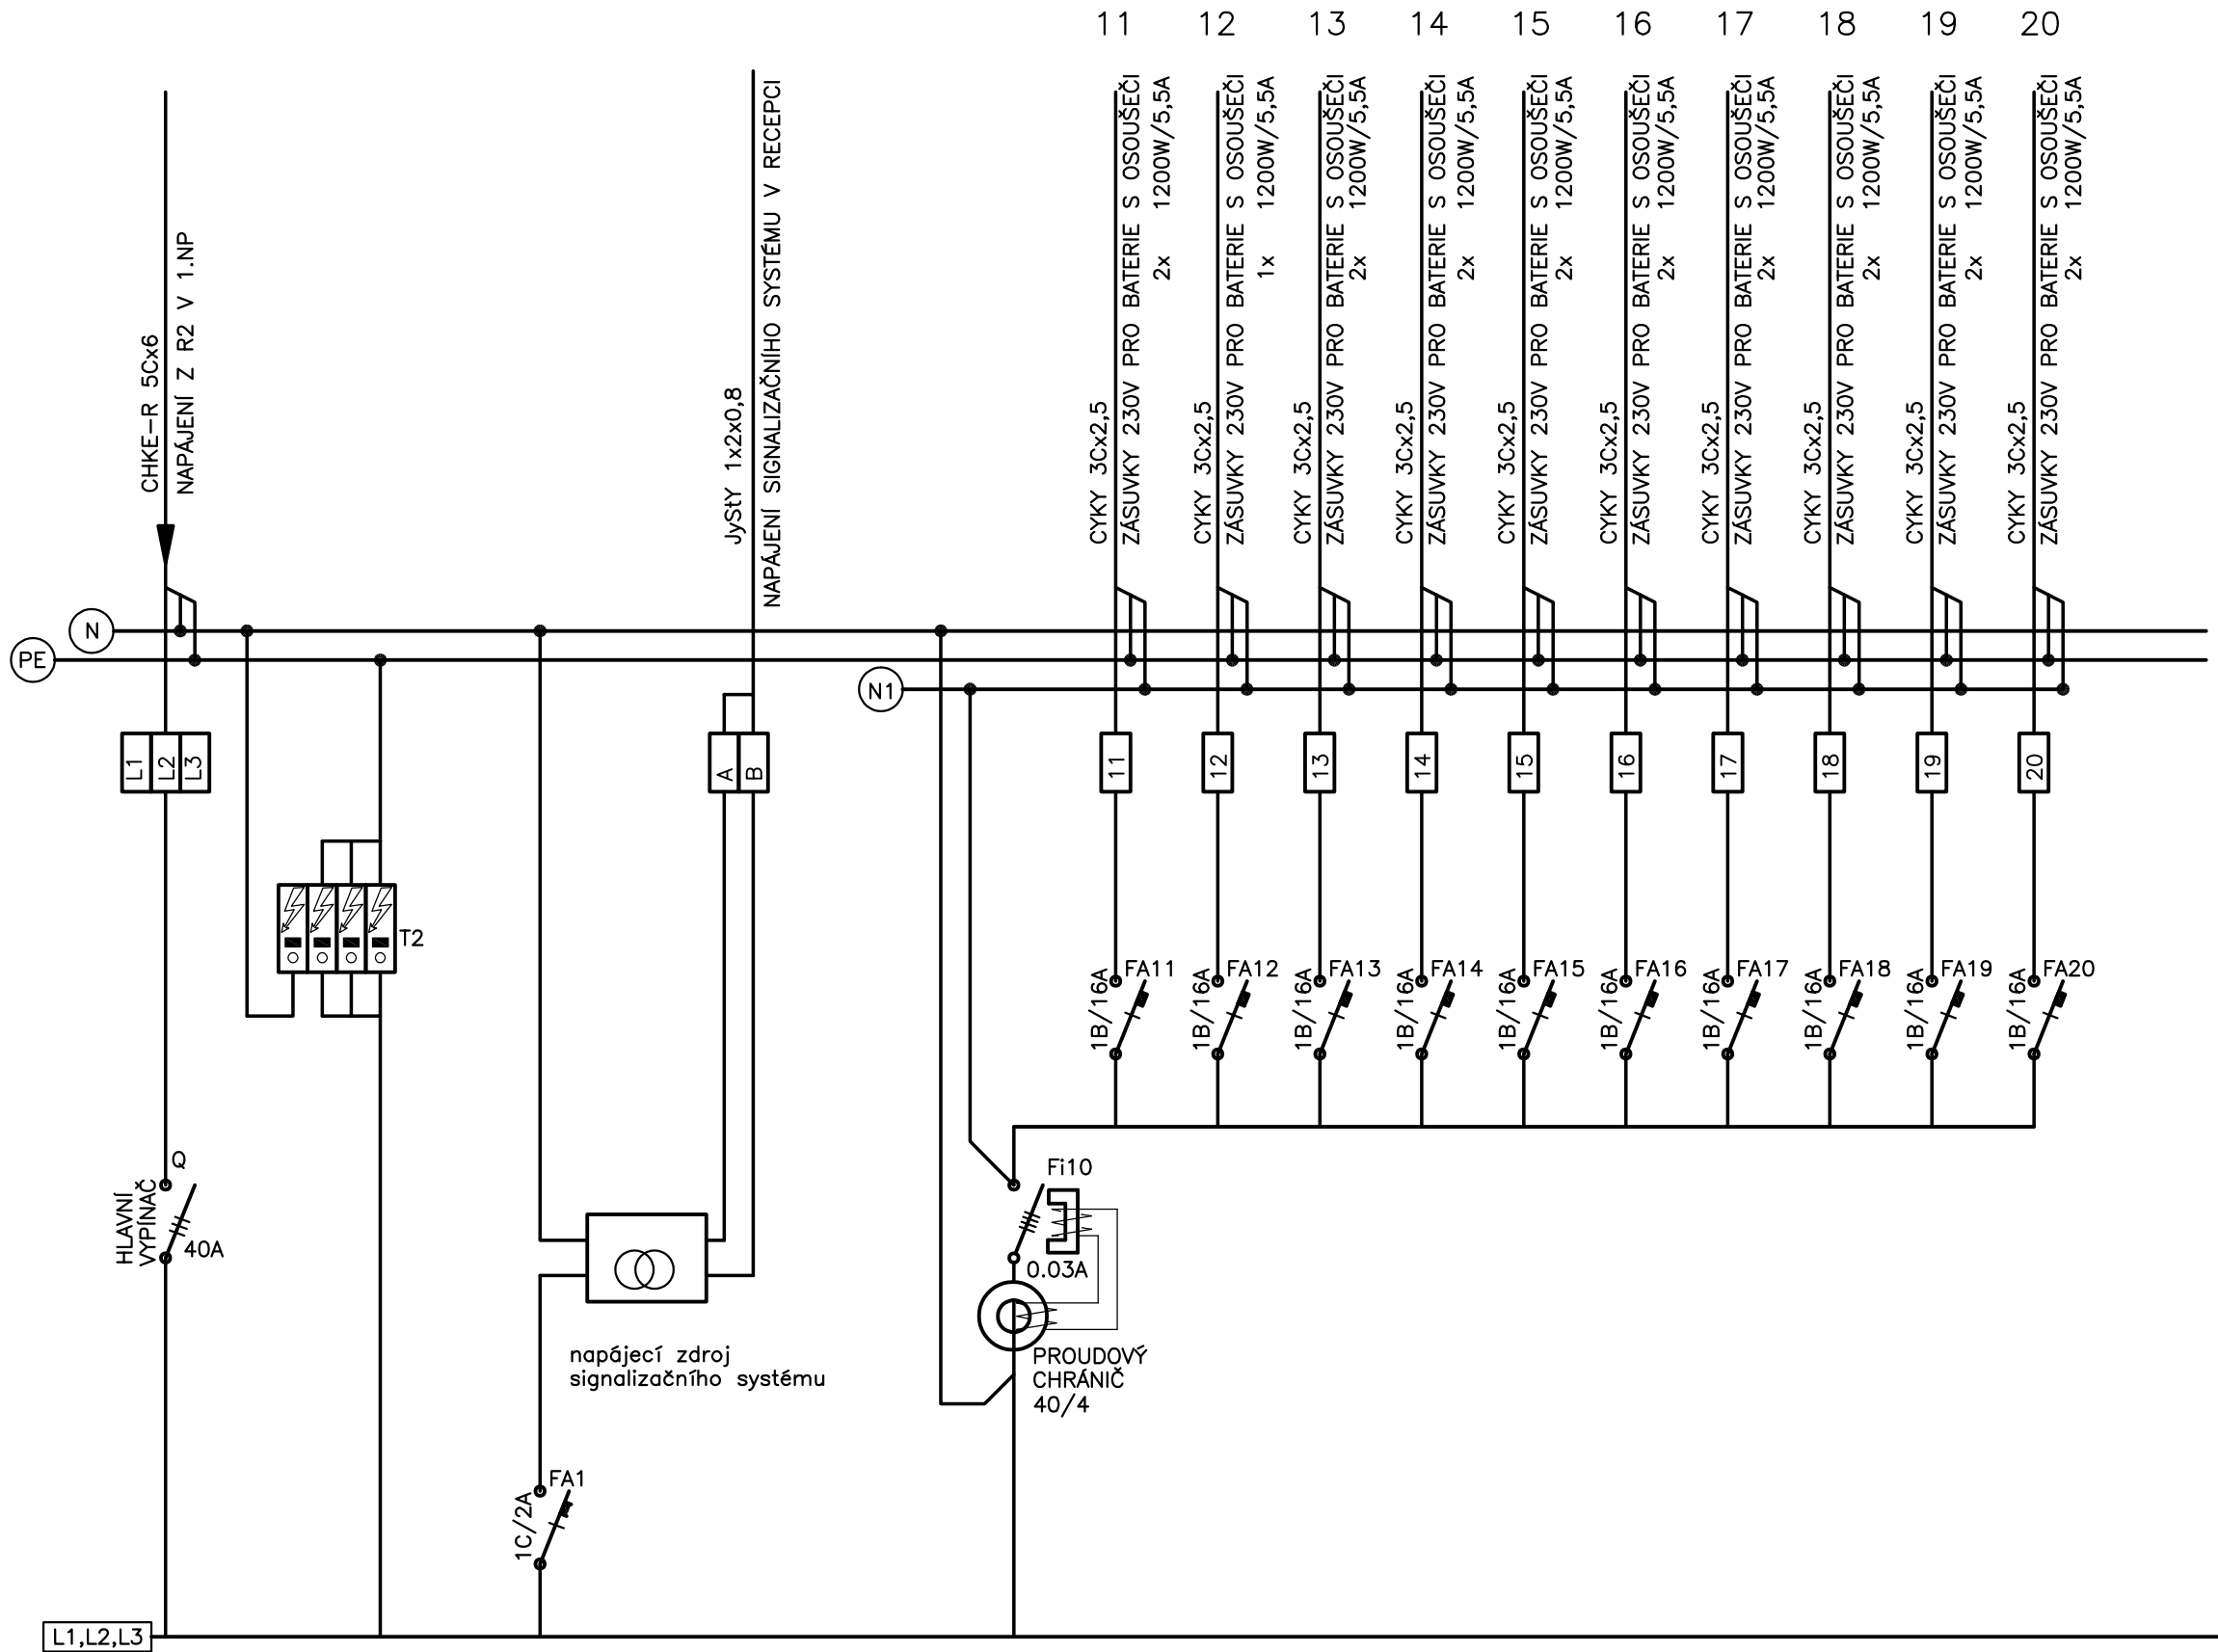 11 12 13 14 15 16 17 18 19 20
CHKE-R 5Cx6
NAPÁJENÍ Z R2 V 1.NP
JyStY 1x2x0,8
NAPÁJENÍ SIGNALIZAČNÍHO SYSTÉMU V RECEPCI
CYKY 3Cx2,5
ZÁSUVKY 230V PRO BATERIE S OSOUŠEČI
2x 1200W/5,5A
CYKY 3Cx2,5
ZÁSUVKY 230V PRO BATERIE S OSOUŠEČI
1x 1200W/5,5A
CYKY 3Cx2,5
ZÁSUVKY 230V PRO BATERIE S OSOUŠEČI
2x 1200W/5,5A
CYKY 3Cx2,5
ZÁSUVKY 230V PRO BATERIE S OSOUŠEČI
2x 1200W/5,5A
CYKY 3Cx2,5
ZÁSUVKY 230V PRO BATERIE S OSOUŠEČI
2x 1200W/5,5A
CYKY 3Cx2,5
ZÁSUVKY 230V PRO BATERIE S OSOUŠEČI
2x 1200W/5,5A
CYKY 3Cx2,5
ZÁSUVKY 230V PRO BATERIE S OSOUŠEČI
2x 1200W/5,5A
CYKY 3Cx2,5
ZÁSUVKY 230V PRO BATERIE S OSOUŠEČI
2x 1200W/5,5A
CYKY 3Cx2,5
ZÁSUVKY 230V PRO BATERIE S OSOUŠEČI
2x 1200W/5,5A
CYKY 3Cx2,5
ZÁSUVKY 230V PRO BATERIE S OSOUŠEČI
2x 1200W/5,5A
N
PE
N1
L1 L2 L3
A B
11 12 13 14 15 16 17 18 19 20
T2
1B/16A FA11
1B/16A FA12
1B/16A FA13
1B/16A FA14
1B/16A FA15
1B/16A FA16
1B/16A FA17
1B/16A FA18
1B/16A FA19
1B/16A FA20
Q
HLAVNÍ
VYPÍNAČ
40A
Fi10
0.03A
PROUDOVÝ
CHRÁNIČ
40/4
napájecí zdroj
signalizačního systému
FA1
1C/2A
L1,L2,L3